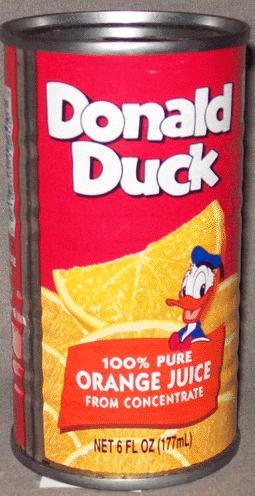 Donald
Duck
100% PURE
ORANGE JUICE
FROM CONCENTRATE
NET 6 FL OZ (177mL)